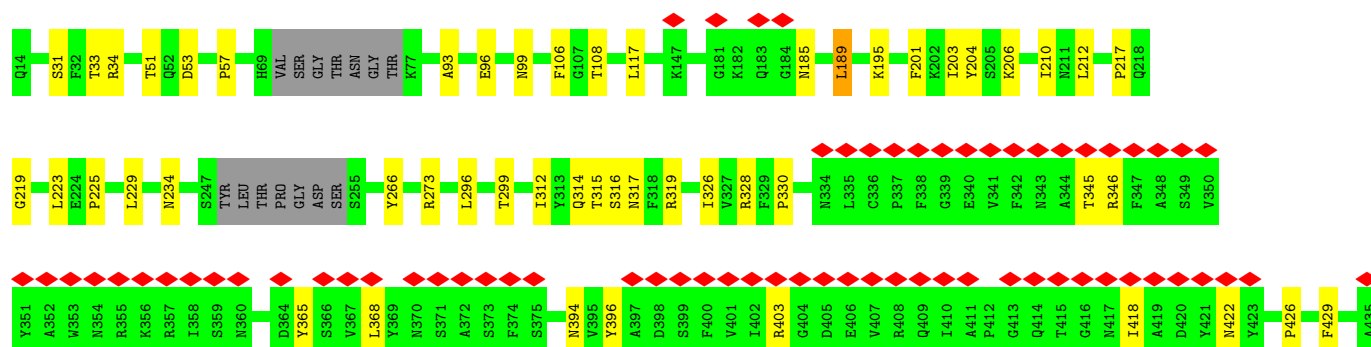 Q14 S31 F32 T33 R34 T51 Q52 D53 P57 H69 VAL SER GLY THR ASN GLY THR K77 A93 E96 N99 F106 G107 T108 L117 K147 G181 K182 Q183 G184 N185 L189 K195 F201 K202 I203 Y204 S205 K206 I210 N211 L212 P217 Q218
G219 L223 E224 P225 L229 N234 S247 TYR LEU THR PRO GLY ASP SER S255 Y266 R273 L296 T299 I312 Y313 Q314 T315 S316 N317 F318 R319 I326 V327 R328 F329 P330 N334 L335 C336 P337 F338 G339 E340 V341 F342 N343 A344 T345 R346 F347 A348 S349 V350
Y351 A352 W353 N354 R355 K356 R357 I358 S359 N360 D364 Y365 S366 V367 L368 Y369 N370 S371 A372 S373 F374 S375 N394 V395 Y396 A397 D398 S399 F400 V401 I402 R403 G404 D405 E406 V407 R408 Q409 I410 A411 P412 G413 Q414 T415 G416 N417 I418 A419 D420 Y421 N422 Y423 P426 F429 A435